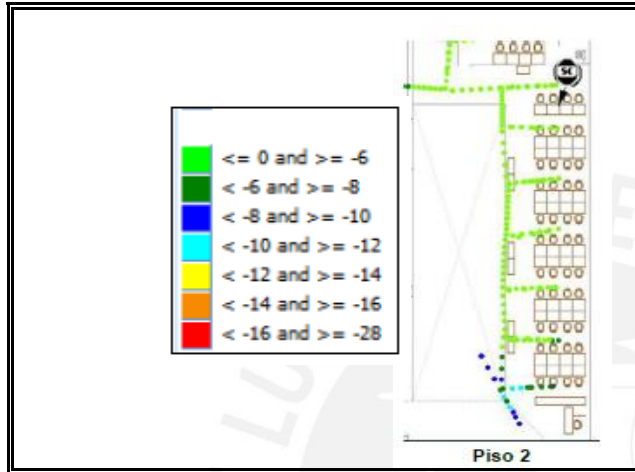 SC
<= 0 and >= -6
< -6 and >= -8
< -8 and >= -10
< -10 and >= -12
< -12 and >= -14
< -14 and >= -16
< -16 and >= -28
Piso 2